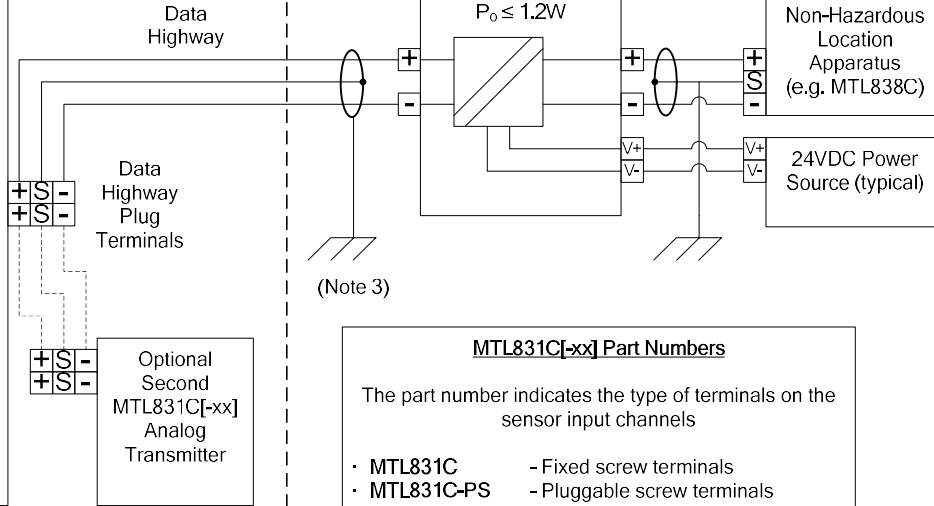 Data
Highway
Po ≤ 1.2W
Non-Hazardous
Location
Apparatus
(e.g. MTL838C)
+
-
+
-
+
S
-
V+
V-
V+
V-
24VDC Power
Source (typical)
Data
Highway
Plug
Terminals
+ S -
+ S -
(Note 3)
+ S -
+ S -
Optional
Second
MTL831C[-xx]
Analog
Transmitter
MTL831C[-xx] Part Numbers
The part number indicates the type of terminals on the
sensor input channels
· MTL831C - Fixed screw terminals
· MTL831C-PS - Pluggable screw terminals